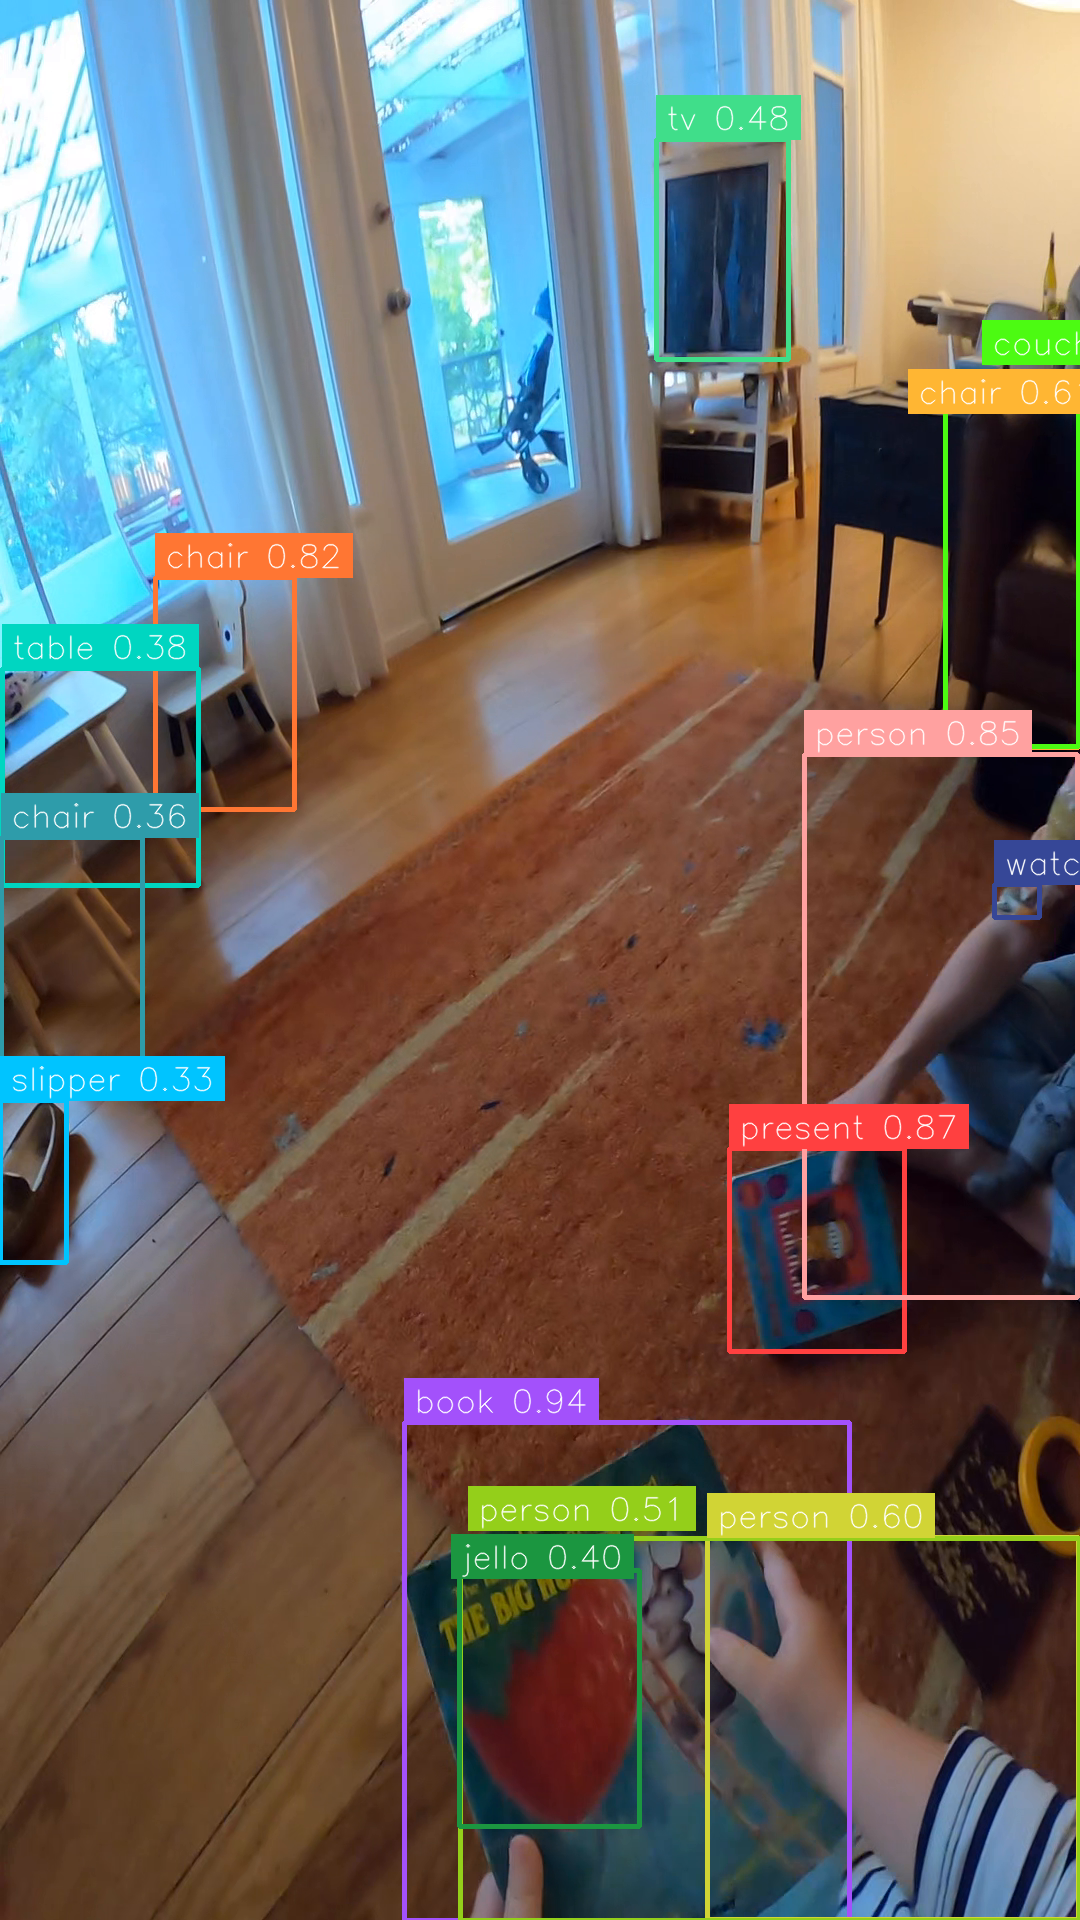 tv 0.48
couch
chair 0.61
chair 0.82
table 0.38
person 0.85
chair 0.36
watc
slipper 0.33
present 0.87
book 0.94
person 0.51
person 0.60
jello 0.40
THE BIG HU